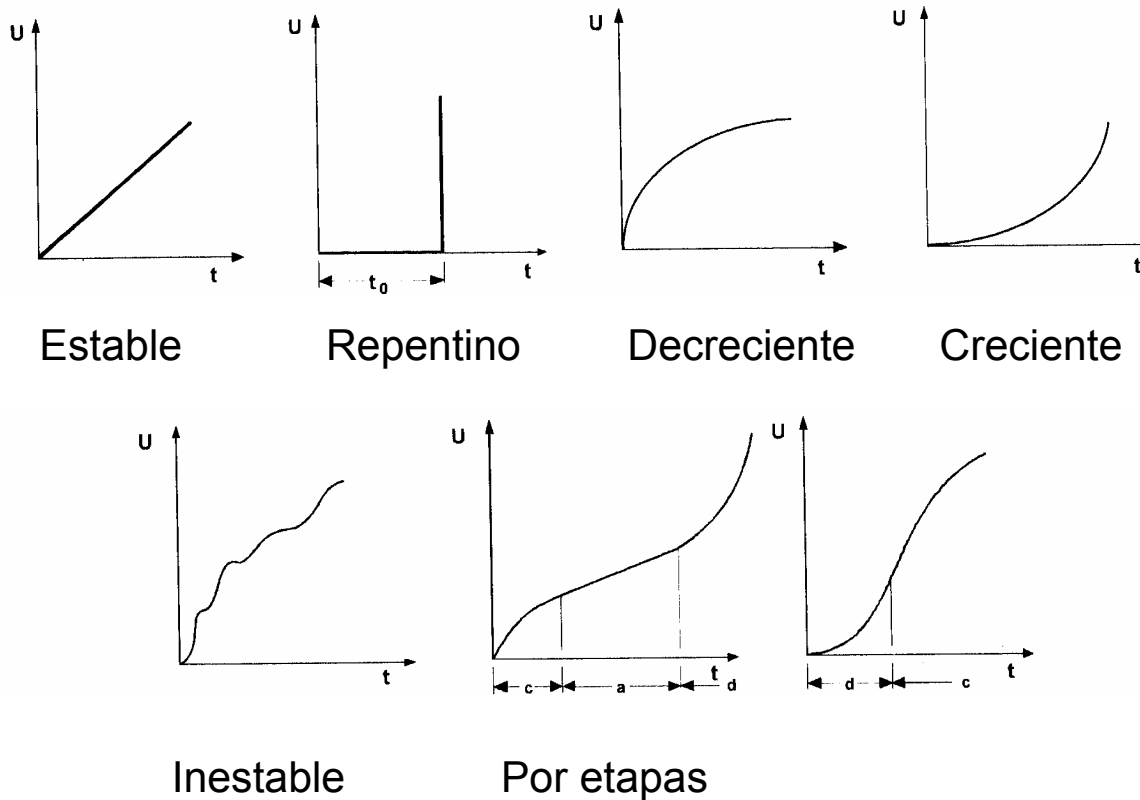 U U U U
t t t t
t₀
Estable Repentino Decreciente Creciente
U U U
t t t
c a d d c
Inestable Por etapas